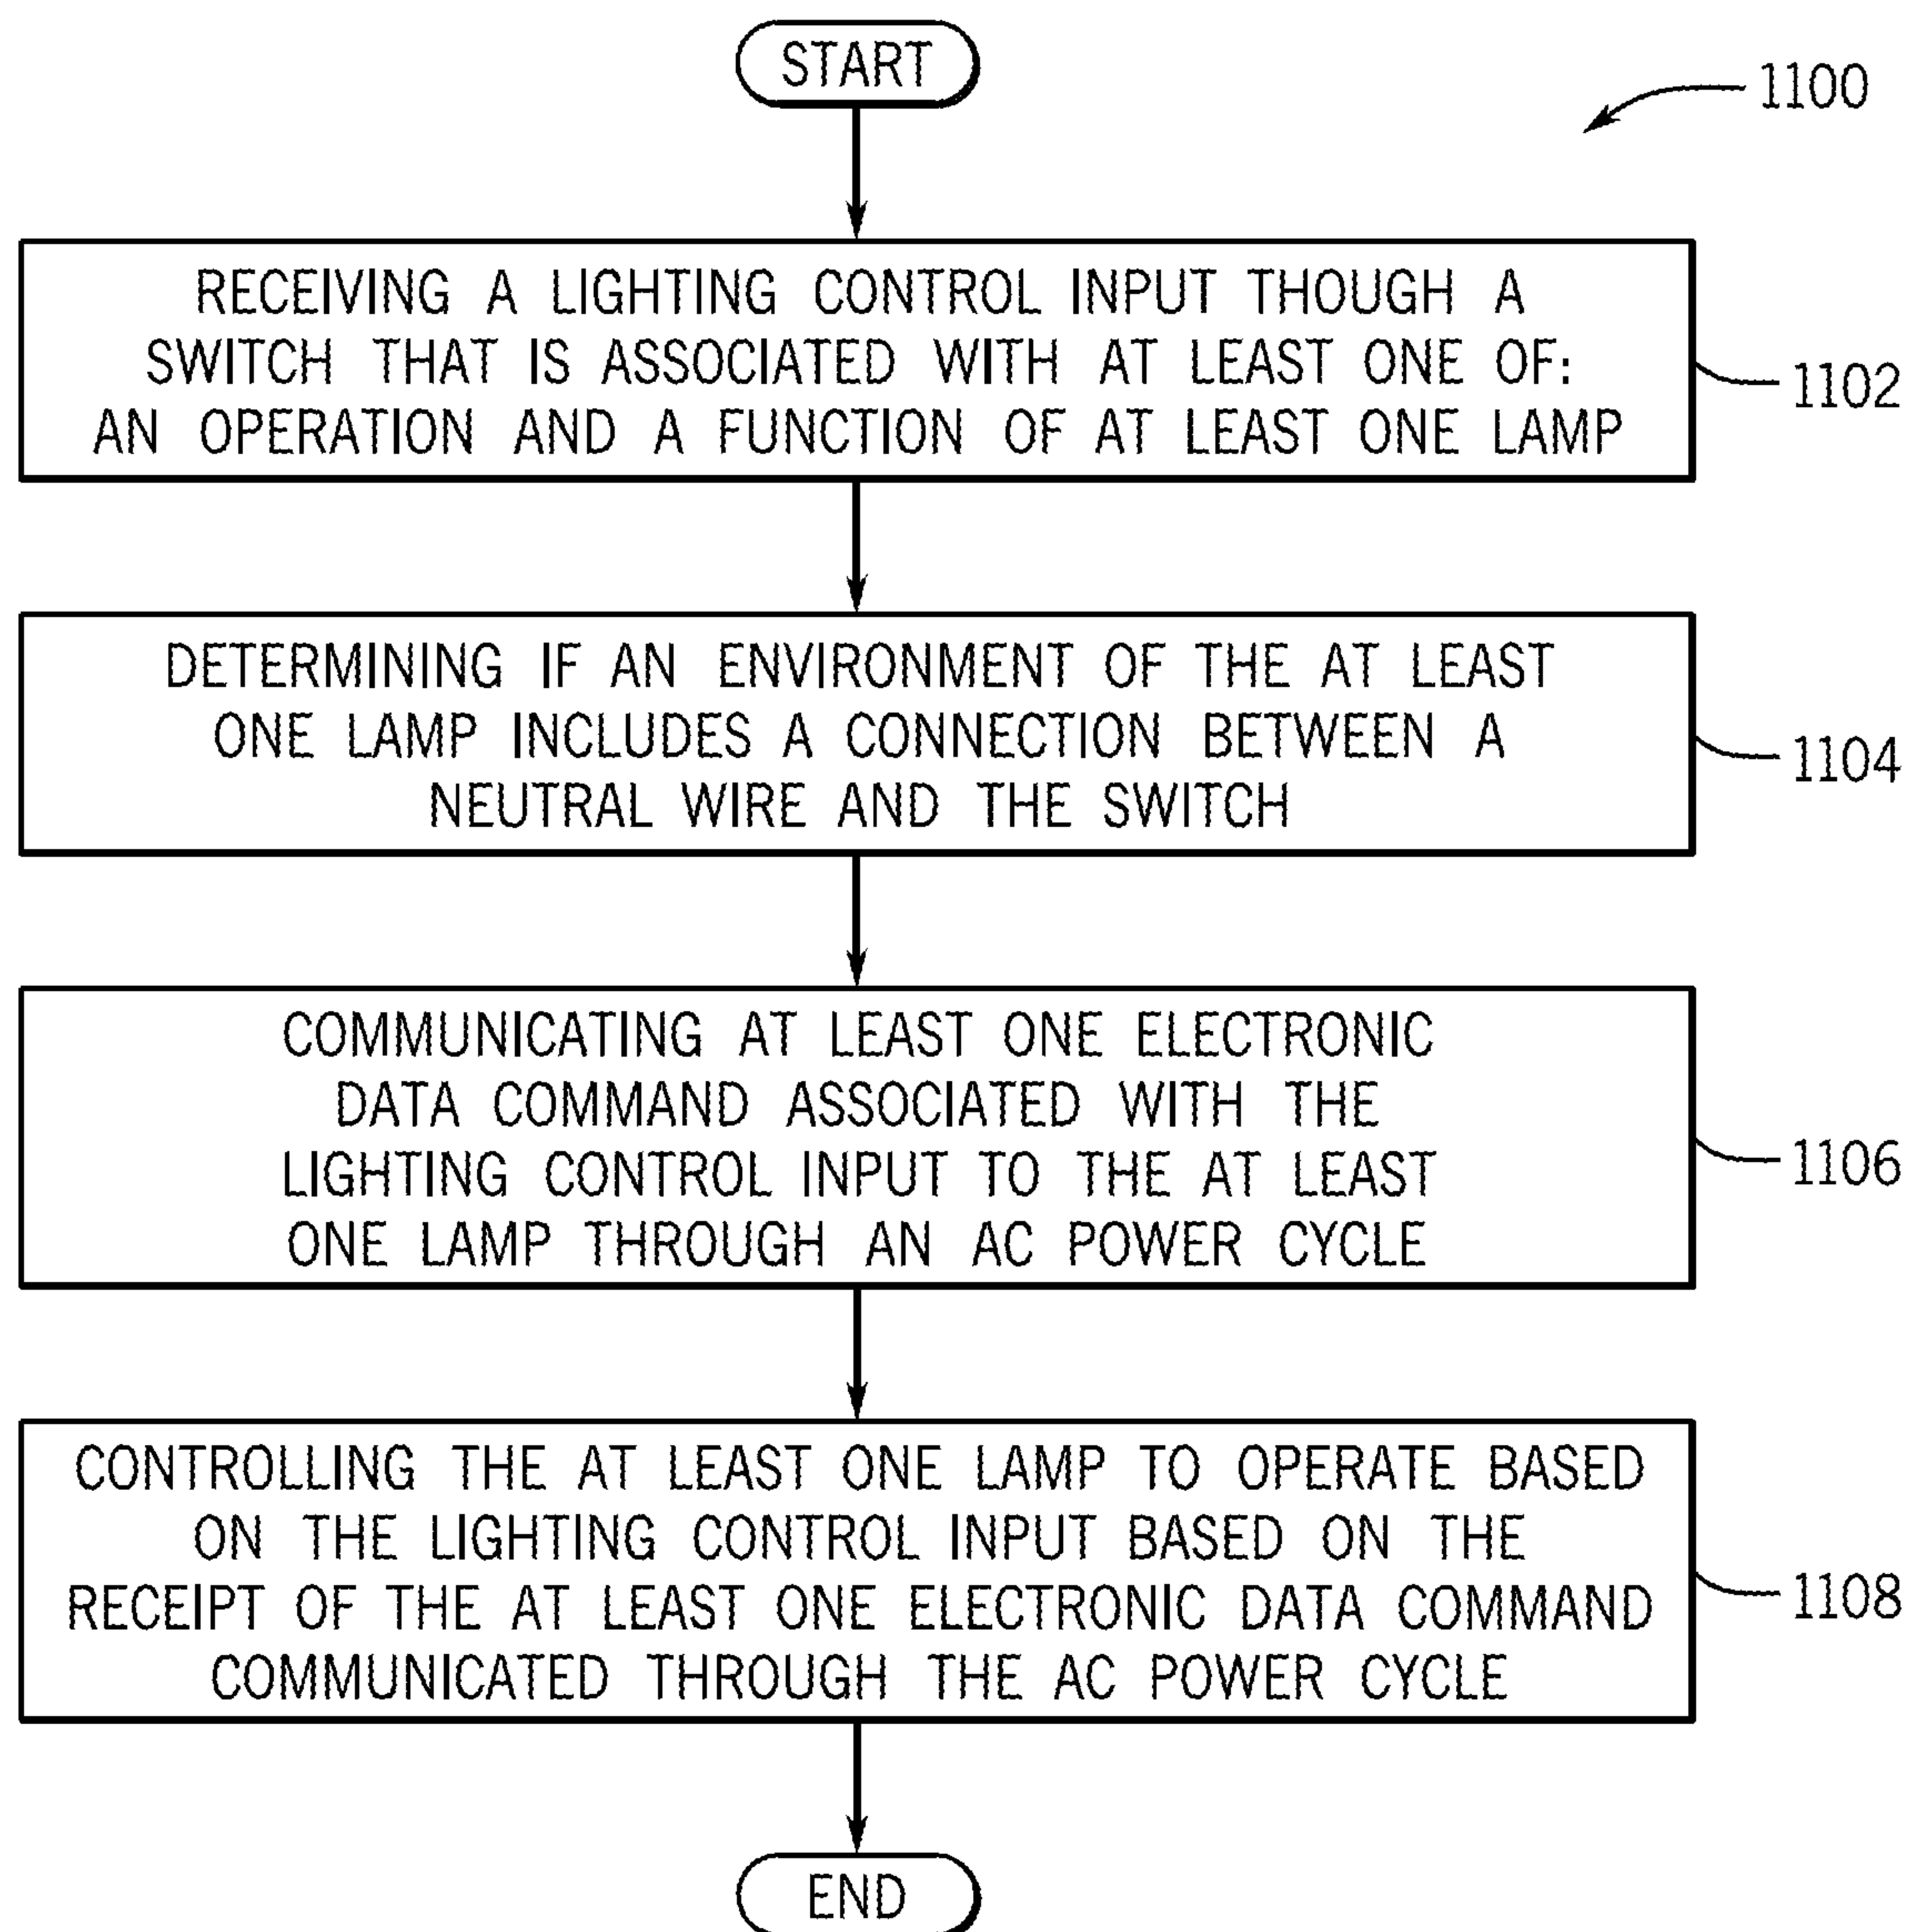 START
1100
RECEIVING A LIGHTING CONTROL INPUT THOUGH A
SWITCH THAT IS ASSOCIATED WITH AT LEAST ONE OF:
AN OPERATION AND A FUNCTION OF AT LEAST ONE LAMP
1102
DETERMINING IF AN ENVIRONMENT OF THE AT LEAST
ONE LAMP INCLUDES A CONNECTION BETWEEN A
NEUTRAL WIRE AND THE SWITCH
1104
COMMUNICATING AT LEAST ONE ELECTRONIC
DATA COMMAND ASSOCIATED WITH THE
LIGHTING CONTROL INPUT TO THE AT LEAST
ONE LAMP THROUGH AN AC POWER CYCLE
1106
CONTROLLING THE AT LEAST ONE LAMP TO OPERATE BASED
ON THE LIGHTING CONTROL INPUT BASED ON THE
RECEIPT OF THE AT LEAST ONE ELECTRONIC DATA COMMAND
COMMUNICATED THROUGH THE AC POWER CYCLE
1108
END